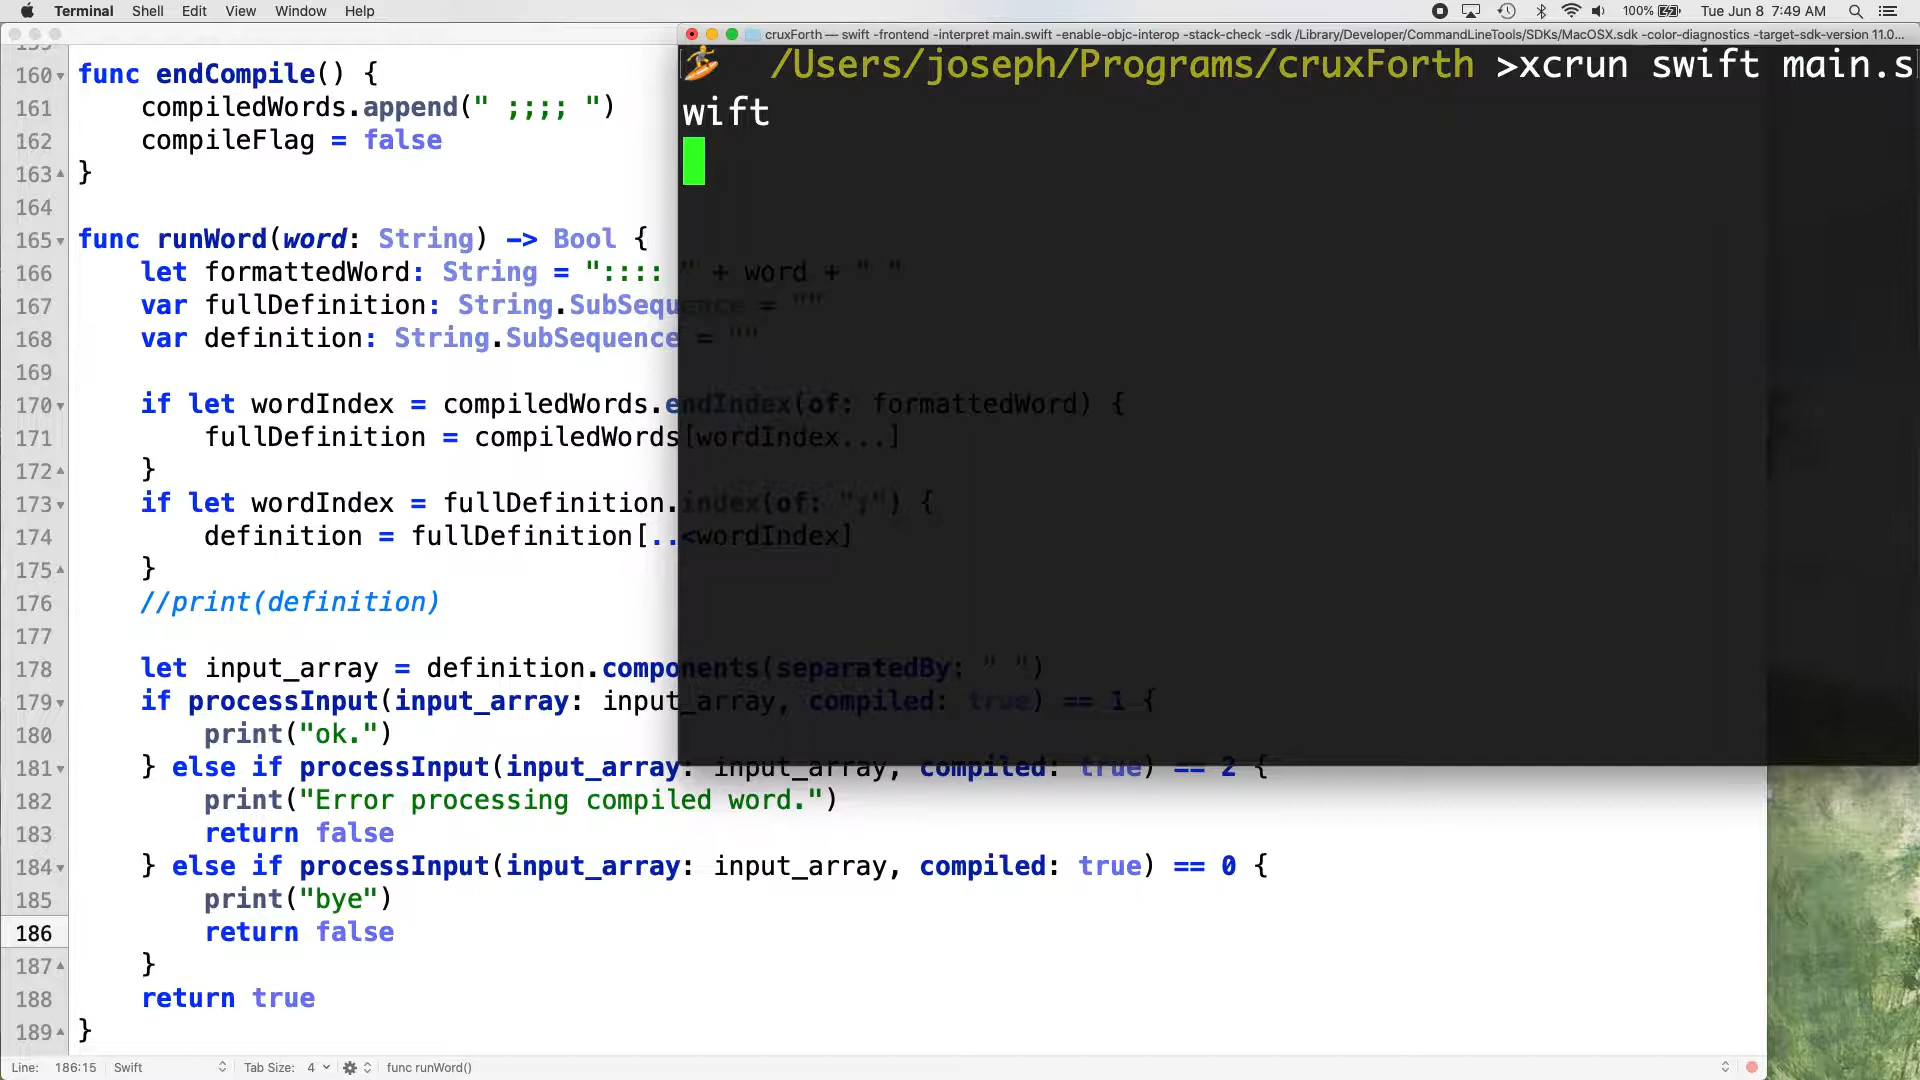 Terminal Shell Edit View Window Help 100% Tue Jun 8 7:49 AM
cruxForth — swift -frontend -interpret main.swift -enable-objc-interop -stack-check -sdk /Library/Developer/CommandLineTools/SDKs/MacOSX.sdk -color-diagnostics -target-sdk-version 11.0...
/Users/joseph/Programs/cruxForth >xcrun swift main.s
wift
160 func endCompile() {
161 compiledWords.append(" ;;;; ")
162 compileFlag = false
163 }
164
165 func runWord(word: String) -> Bool {
166 let formattedWord: String = ":::: " + word + " "
167 var fullDefinition: String.SubSequence = ""
168 var definition: String.SubSequence = ""
169
170 if let wordIndex = compiledWords.endIndex(of: formattedWord) {
171 fullDefinition = compiledWords[wordIndex...]
172 }
173 if let wordIndex = fullDefinition.index(of: ";") {
174 definition = fullDefinition[..<wordIndex]
175 }
176 //print(definition)
177
178 let input_array = definition.components(separatedBy: " ")
179 if processInput(input_array: input_array, compiled: true) == 1 {
180 print("ok.")
181 } else if processInput(input_array: input_array, compiled: true) == 2 {
182 print("Error processing compiled word.")
183 return false
184 } else if processInput(input_array: input_array, compiled: true) == 0 {
185 print("bye")
186 return false
187 }
188 return true
189 }
Line: 186:15 Swift Tab Size: 4 func runWord()